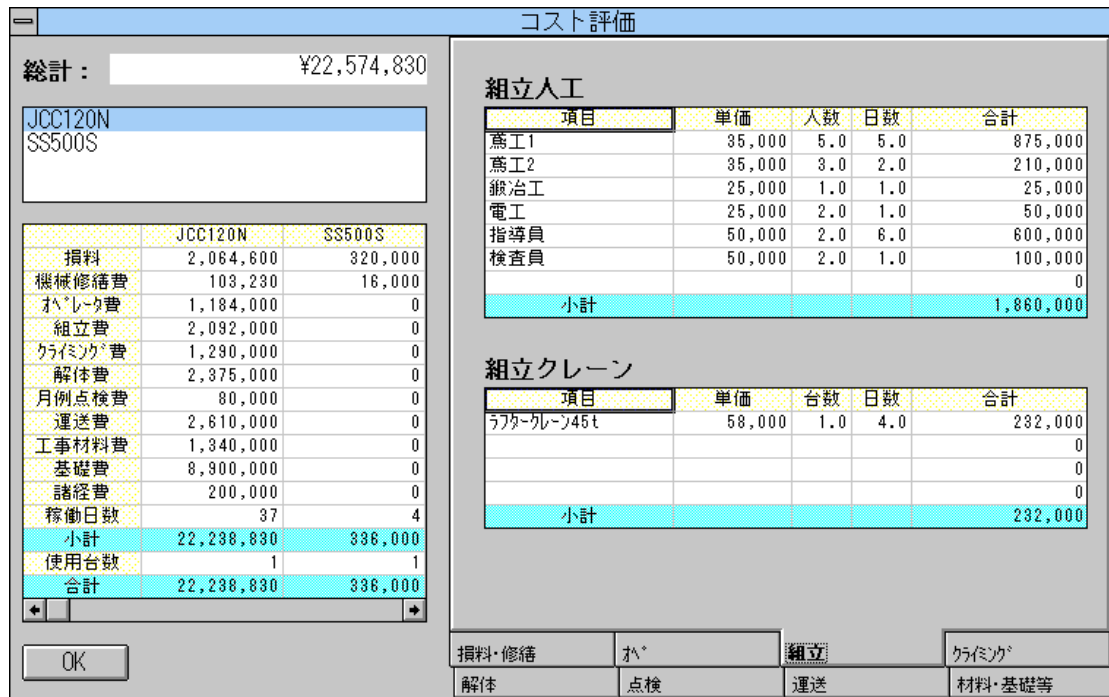 コスト評価
総計： ¥22,574,830
JCC120N
SS500S
JCC120N SS500S
損料 2,064,600 320,000
機械修繕費 103,230 16,000
ｵﾍﾟﾚｰﾀ費 1,184,000 0
組立費 2,092,000 0
ｸﾗｲﾐﾝｸﾞ費 1,290,000 0
解体費 2,375,000 0
月例点検費 80,000 0
運送費 2,610,000 0
工事材料費 1,340,000 0
基礎費 8,900,000 0
諸経費 200,000 0
稼働日数 37 4
小計 22,238,830 336,000
使用台数 1 1
合計 22,238,830 336,000
OK
組立人工
項目 単価 人数 日数 合計
鳶工1 35,000 5.0 5.0 875,000
鳶工2 35,000 3.0 2.0 210,000
鍛冶工 25,000 1.0 1.0 25,000
電工 25,000 2.0 1.0 50,000
指導員 50,000 2.0 6.0 600,000
検査員 50,000 2.0 1.0 100,000
0
小計 1,860,000
組立クレーン
項目 単価 台数 日数 合計
ﾗﾌﾀｰｸﾚｰﾝ45t 58,000 1.0 4.0 232,000
0
0
0
小計 232,000
損料･修繕 ｵﾍﾟ 組立 ｸﾗｲﾐﾝｸﾞ
解体 点検 運送 材料･基礎等